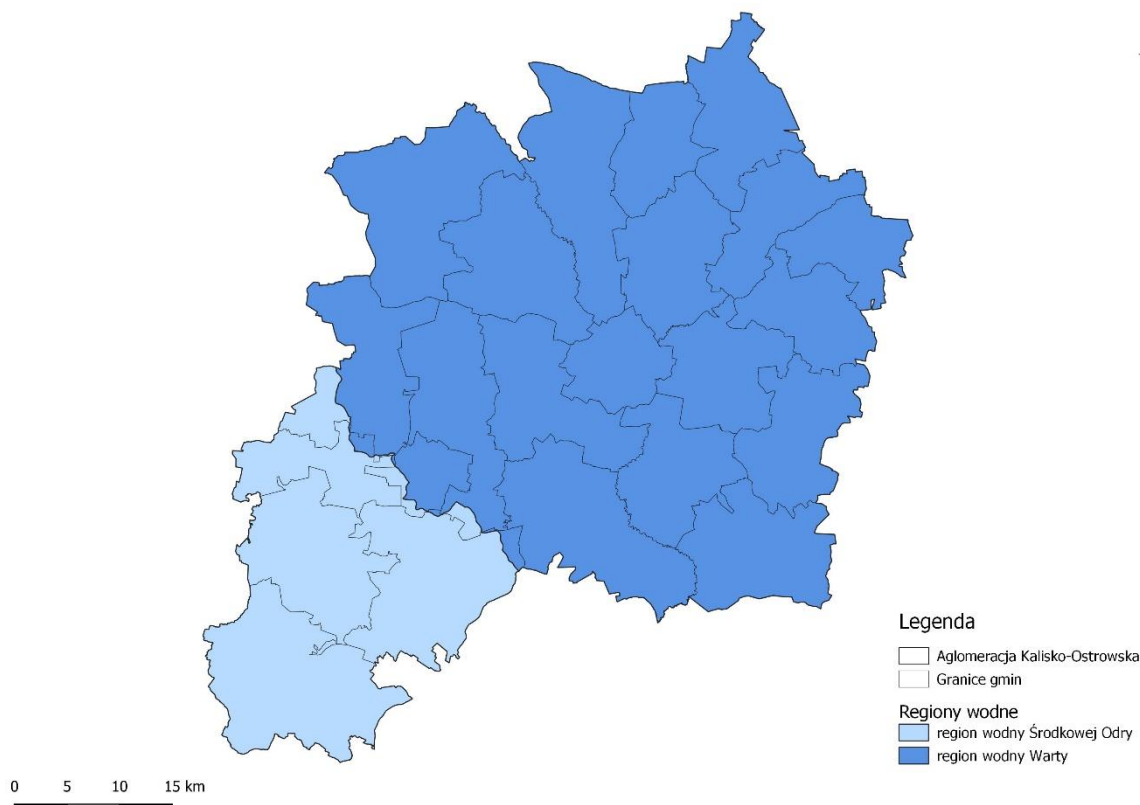 Legenda
Aglomeracja Kalisko-Ostrowska
Granice gmin
Regiony wodne
region wodny Środkowej Odry
region wodny Warty
0 5 10 15 km